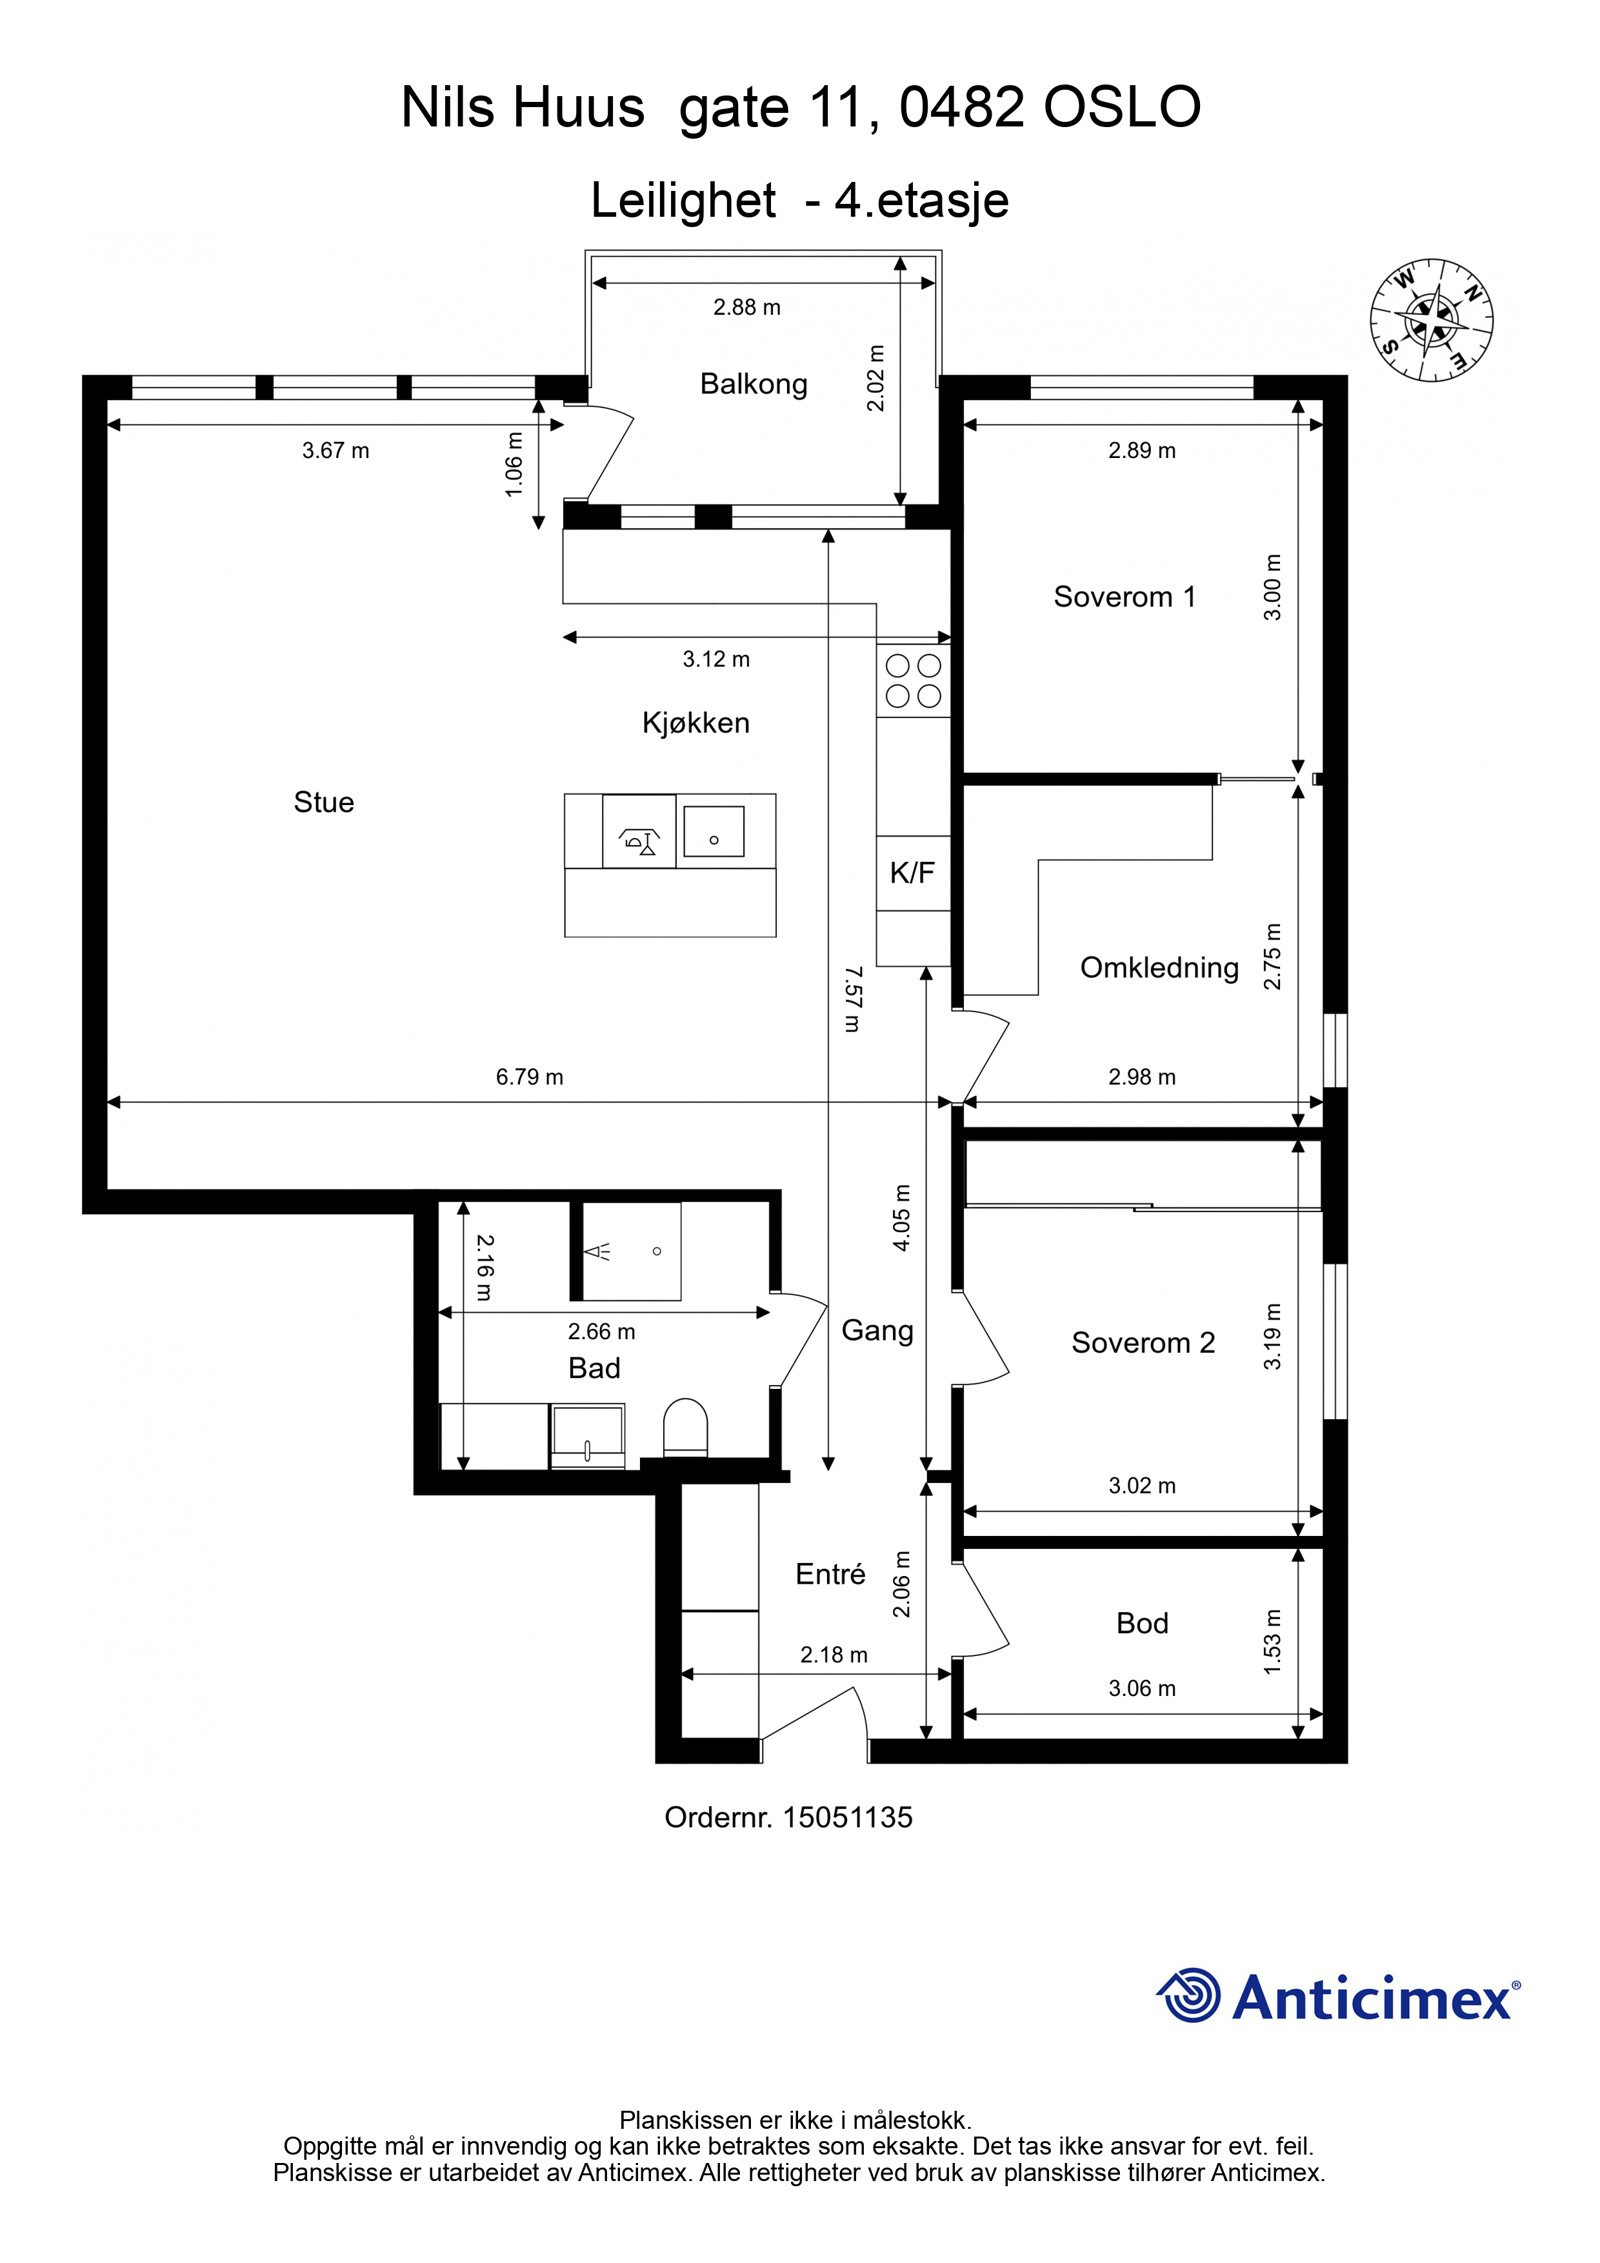 Nils Huus  gate 11, 0482 OSLO
Leilighet  - 4.etasje
2.88 m
W
N
S
E
Balkong
2.02 m
3.67 m
1.06 m
2.89 m
Soverom 1
3.00 m
3.12 m
Kjøkken
Stue
K/F
Omkledning
2.75 m
7.57 m
6.79 m
2.98 m
4.05 m
2.16 m
2.66 m
Bad
Gang
Soverom 2
3.19 m
3.02 m
Entré
2.06 m
2.18 m
Bod
1.53 m
3.06 m
Ordernr. 15051135
Anticimex®
Planskissen er ikke i målestokk.
Oppgitte mål er innvendig og kan ikke betraktes som eksakte. Det tas ikke ansvar for evt. feil.
Planskisse er utarbeidet av Anticimex. Alle rettigheter ved bruk av planskisse tilhører Anticimex.